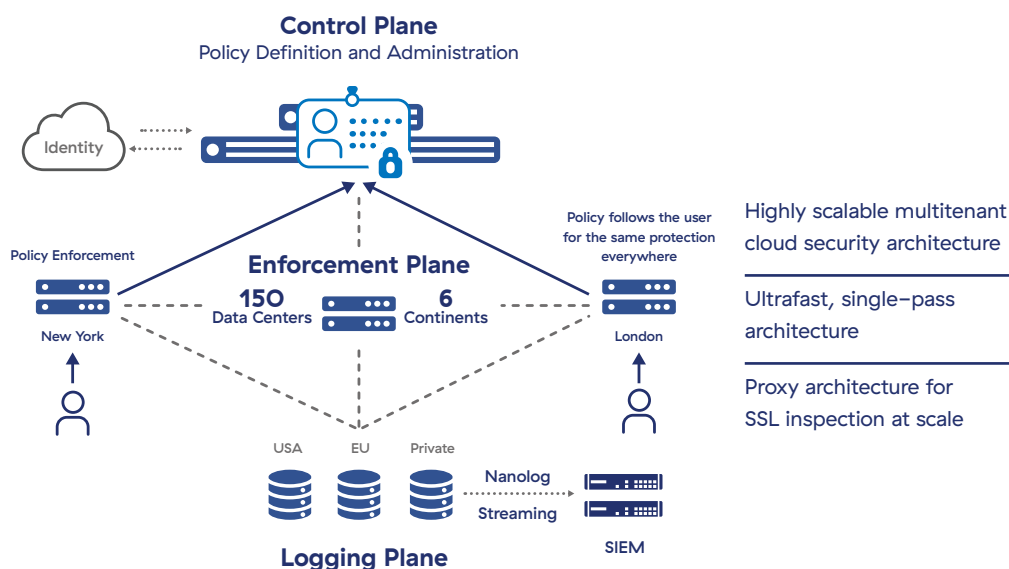 Control Plane
Policy Definition and Administration
Identity
Policy Enforcement
New York
Enforcement Plane
150
Data Centers
6
Continents
Policy follows the user
for the same protection
everywhere
London
Highly scalable multitenant
cloud security architecture
Ultrafast, single-pass
architecture
Proxy architecture for
SSL inspection at scale
USA
EU
Private
Nanolog
Streaming
SIEM
Logging Plane